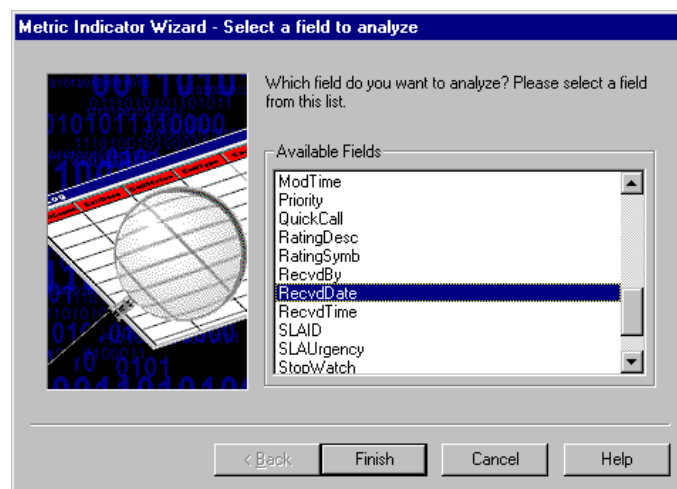 Metric Indicator Wizard - Select a field to analyze
Which field do you want to analyze? Please select a field
from this list.
Available Fields
ModTime
Priority
QuickCall
RatingDesc
RatingSymb
RecvdBy
RecvdDate
RecvdTime
SLAID
SLAUrgency
StopWatch
< Back
Finish
Cancel
Help